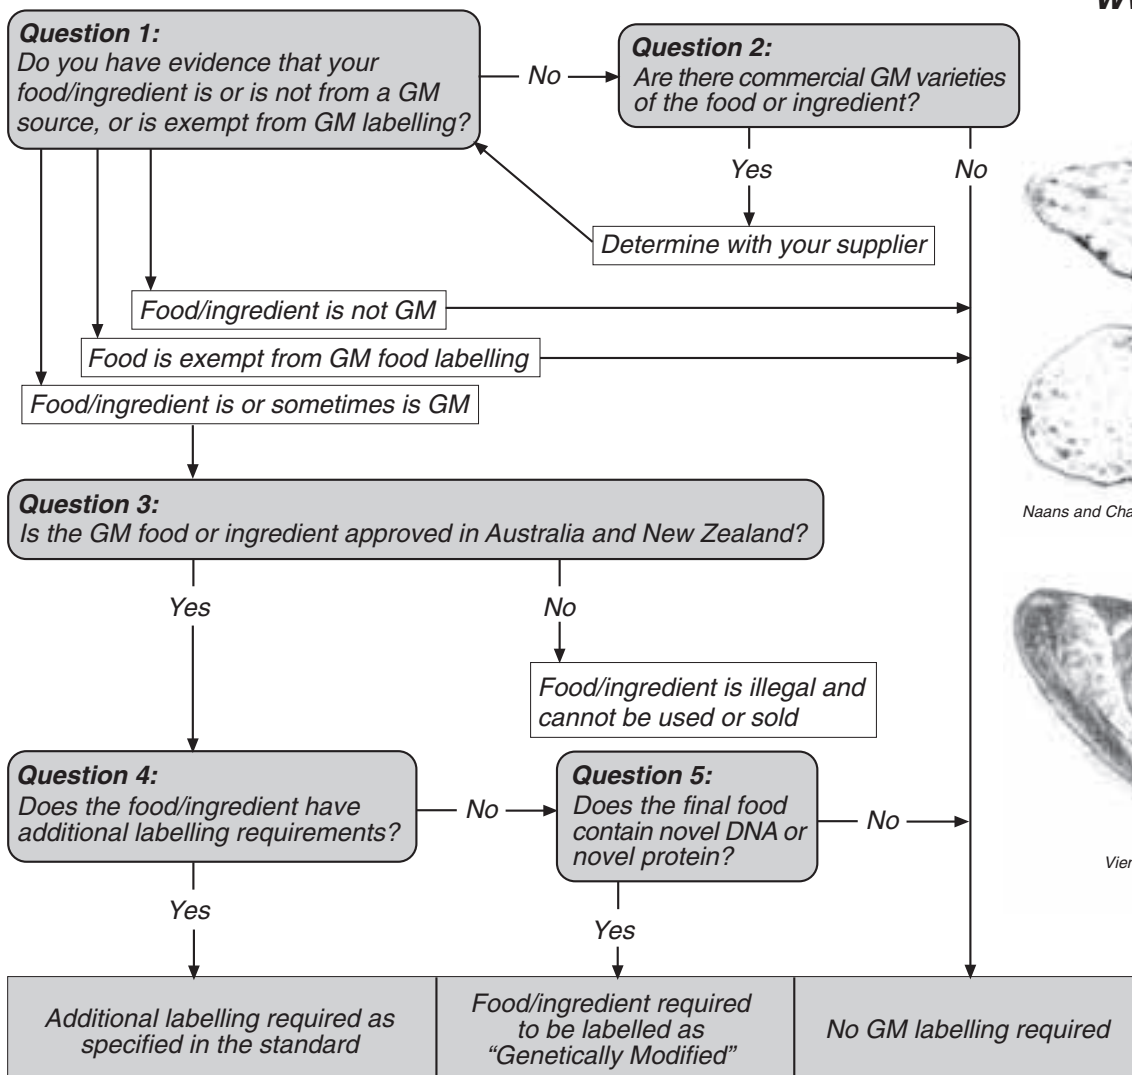 Question 1:
Do you have evidence that your
food/ingredient is or is not from a GM
source, or is exempt from GM labelling?
No
Question 2:
Are there commercial GM varieties
of the food or ingredient?
Yes
No
Determine with your supplier
Food/ingredient is not GM
Food is exempt from GM food labelling
Food/ingredient is or sometimes is GM
Question 3:
Is the GM food or ingredient approved in Australia and New Zealand?
Naans and Cha
Yes
No
Food/ingredient is illegal and
cannot be used or sold
Question 4:
Does the food/ingredient have
additional labelling requirements?
No
Question 5:
Does the final food
contain novel DNA or
novel protein?
No
Vien
Yes
Yes
Additional labelling required as
specified in the standard
Food/ingredient required
to be labelled as
“Genetically Modified”
No GM labelling required